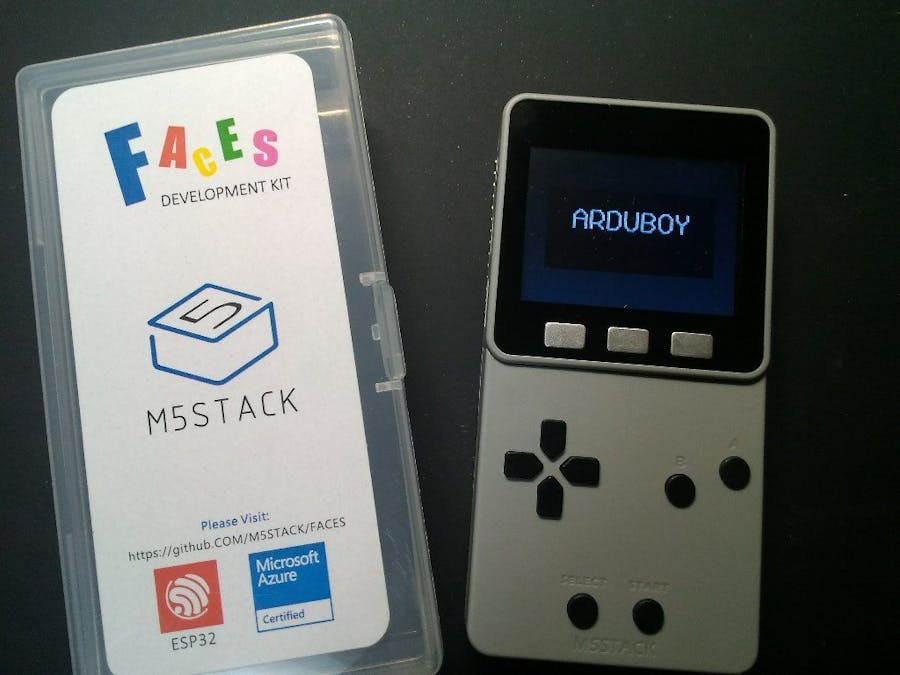 FACES
DEVELOPMENT KIT
5
M5STACK
Please Visit:
https://github.COM/M5STACK/FACES
ESP32
Microsoft
Azure
Certified
ARDUBOY
B
A
SELECT START
M5STACK